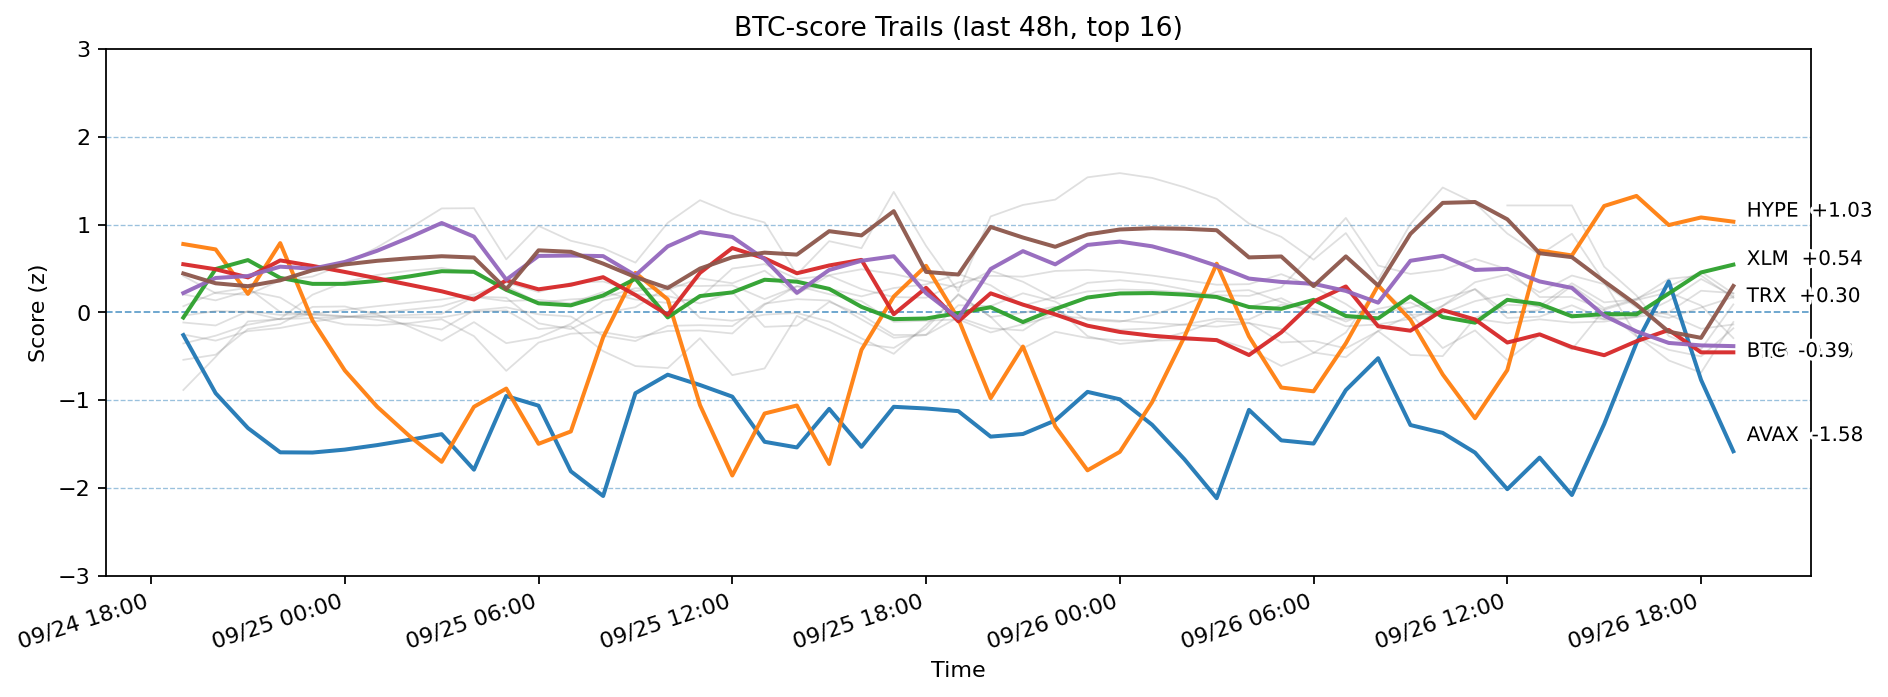 BTC-score Trails (last 48h, top 16)
Score (z)
3
2
1
0
−1
−2
−3
HYPE +1.03
XLM +0.54
TRX +0.30
BTC -0.39
AVAX -1.58
09/24 18:00
09/25 00:00
09/25 06:00
09/25 12:00
09/25 18:00
09/26 00:00
09/26 06:00
09/26 12:00
09/26 18:00
Time